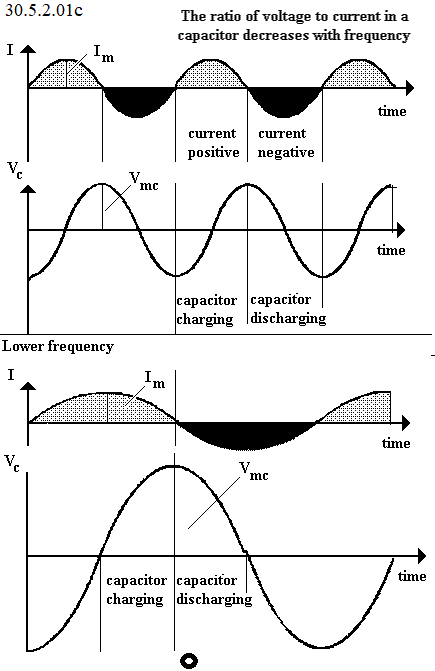 30.5.2.01c
The ratio of voltage to current in a
capacitor decreases with frequency
I
Im
time
current
positive
current
negative
Vc
Vmc
time
capacitor
charging
capacitor
discharging
Lower frequency
I
Im
time
Vc
Vmc
time
capacitor
charging
capacitor
discharging